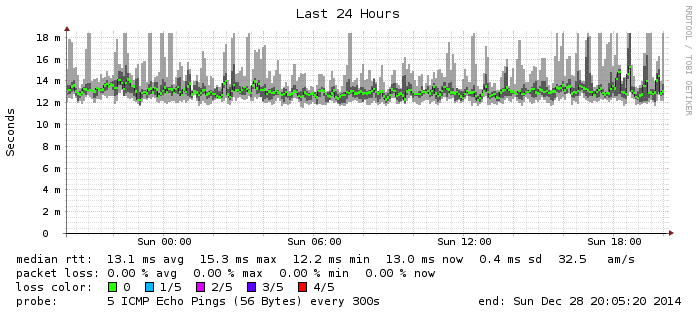 Last 24 Hours
RRDTOOL / TOBI OETIKER
Seconds
18 m
16 m
14 m
12 m
10 m
8 m
6 m
4 m
2 m
0
Sun 00:00 Sun 06:00 Sun 12:00 Sun 18:00
median rtt: 13.1 ms avg 15.3 ms max 12.2 ms min 13.0 ms now 0.4 ms sd 32.5 am/s
packet loss: 0.00 % avg 0.00 % max 0.00 % min 0.00 % now
loss color: 0 1/5 2/5 3/5 4/5
probe: 5 ICMP Echo Pings (56 Bytes) every 300s end: Sun Dec 28 20:05:20 2014